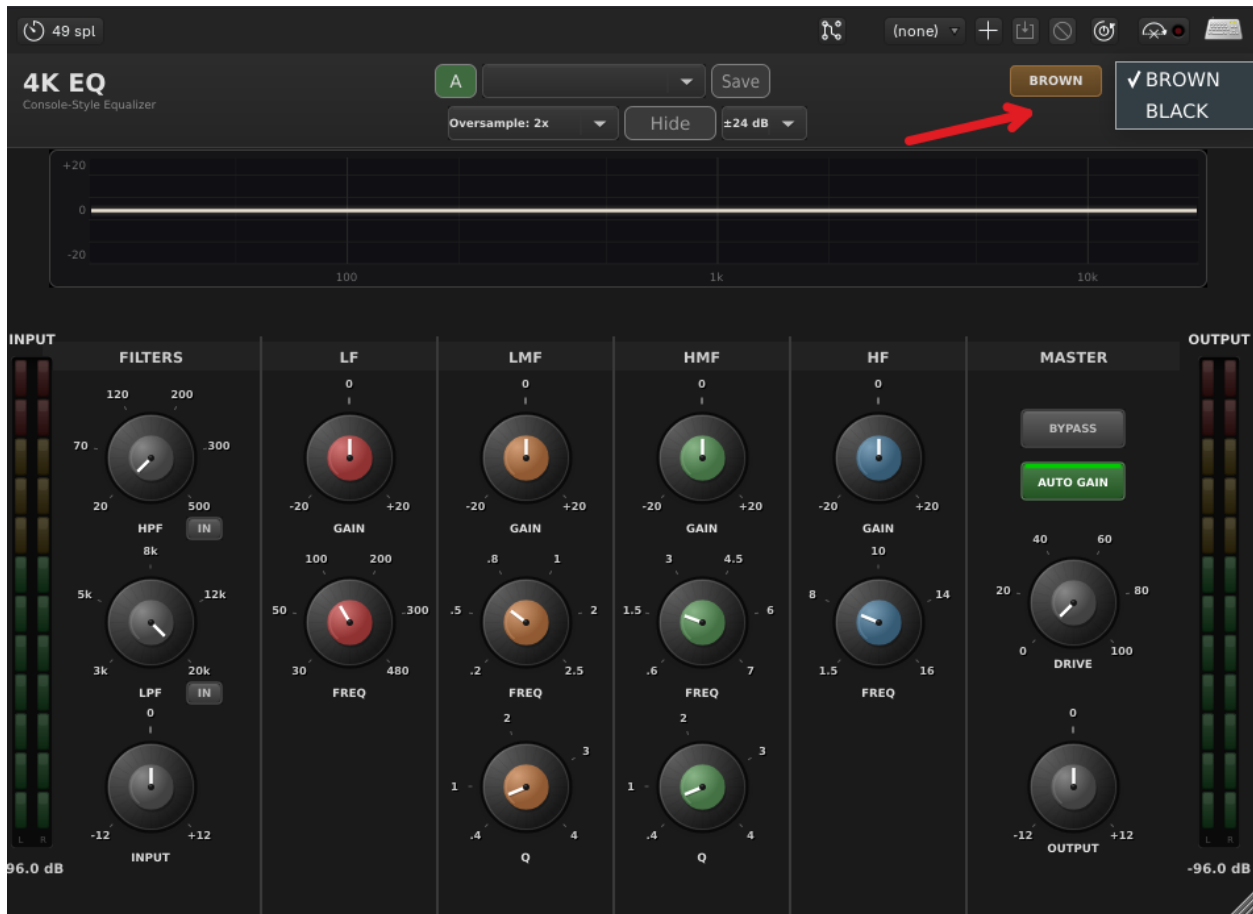 49 spl
(none)
4K EQ
Console-Style Equalizer
A
Save
BROWN
✓ BROWN
BLACK
Oversample: 2x
Hide
±24 dB
+20
0
-20
100
1k
10k
INPUT
OUTPUT
FILTERS
LF
LMF
HMF
HF
MASTER
120
200
70
300
20
500
HPF
IN
8k
5k
12k
3k
20k
LPF
IN
0
-12
+12
INPUT
0
-20
+20
GAIN
100
200
50
300
30
480
FREQ
0
-20
+20
GAIN
.8
1
.5
2
.2
2.5
FREQ
2
3
1
.4
4
Q
0
-20
+20
GAIN
3
4.5
1.5
6
.6
7
FREQ
2
3
1
.4
4
Q
0
-20
+20
GAIN
10
8
14
1.5
16
FREQ
BYPASS
AUTO GAIN
40
60
20
80
0
100
DRIVE
0
-12
+12
OUTPUT
L R
L R
96.0 dB
-96.0 dB